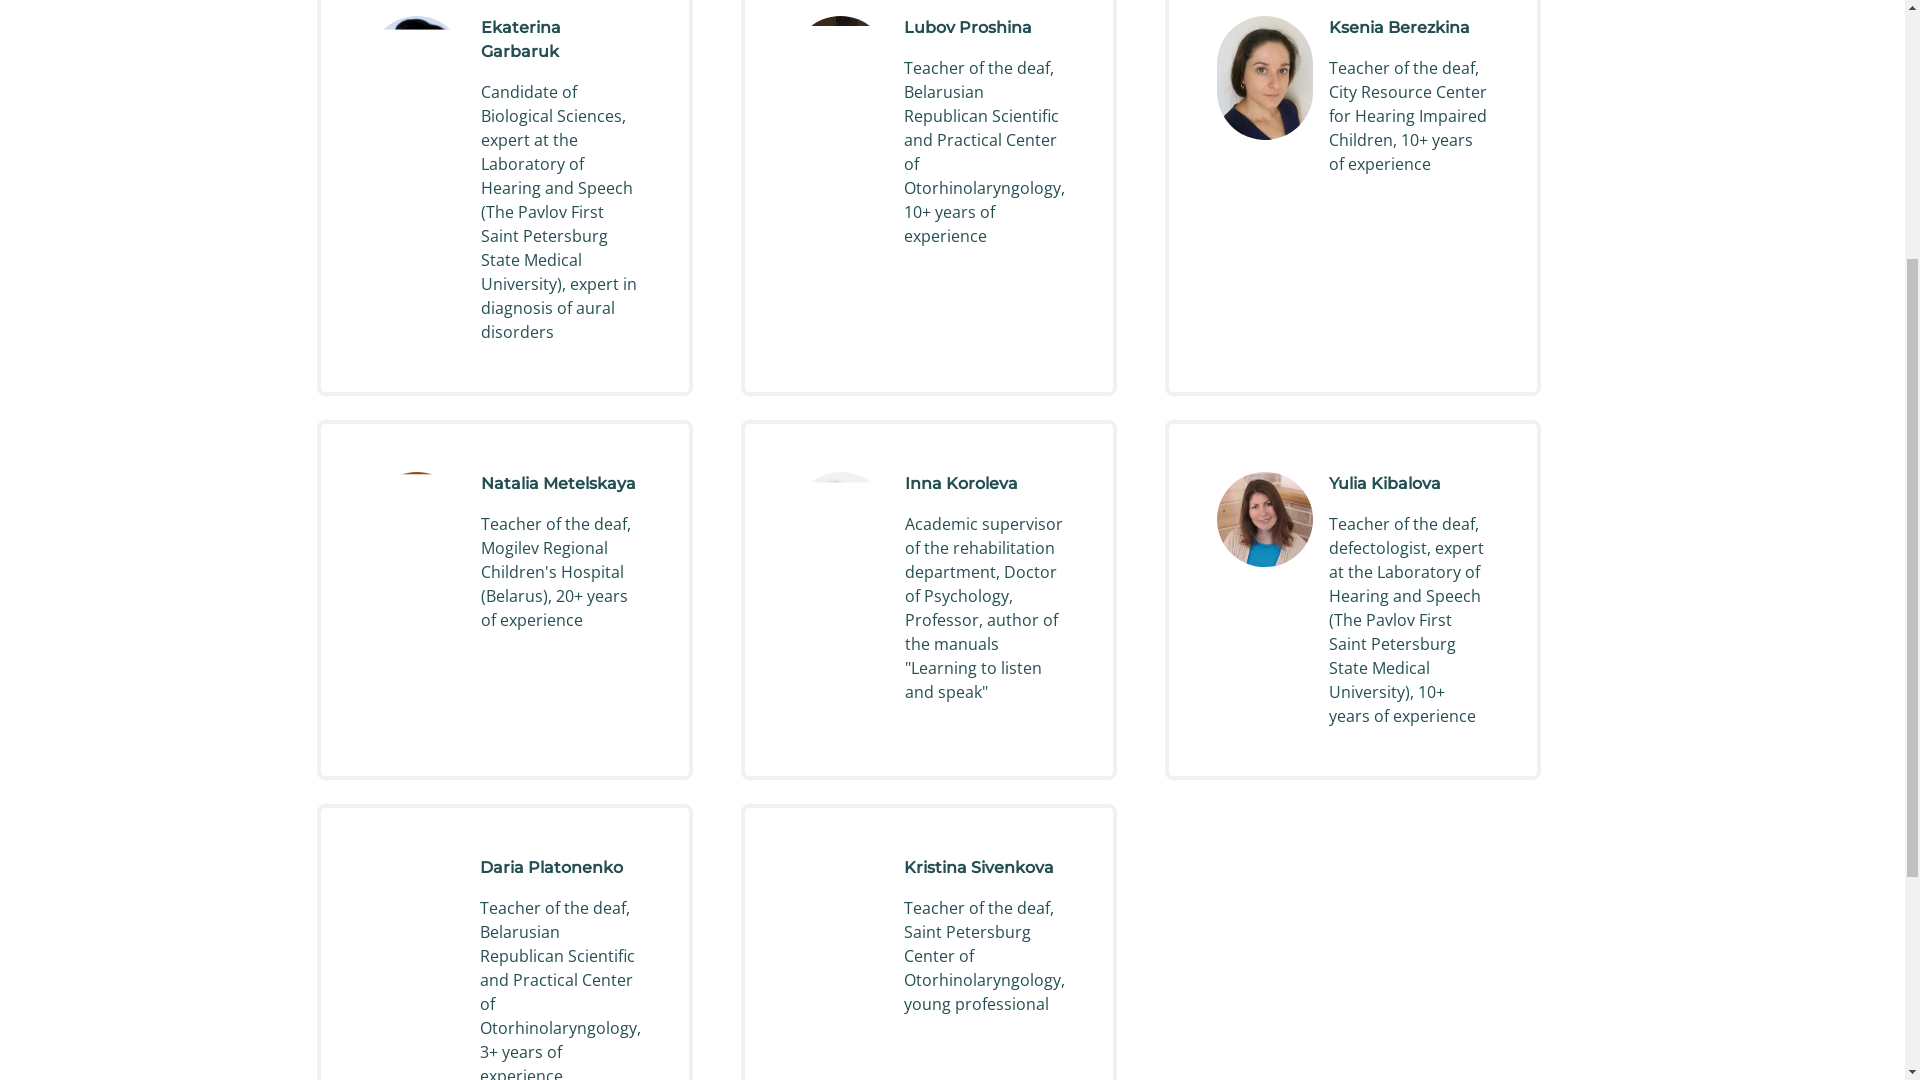 Ekaterina
Garbaruk
Candidate of
Biological Sciences,
expert at the
Laboratory of
Hearing and Speech
(The Pavlov First
Saint Petersburg
State Medical
University), expert in
diagnosis of aural
disorders
Lubov Proshina
Teacher of the deaf,
Belarusian
Republican Scientific
and Practical Center
of
Otorhinolaryngology,
10+ years of
experience
Ksenia Berezkina
Teacher of the deaf,
City Resource Center
for Hearing Impaired
Children, 10+ years
of experience
Natalia Metelskaya
Teacher of the deaf,
Mogilev Regional
Children's Hospital
(Belarus), 20+ years
of experience
Inna Koroleva
Academic supervisor
of the rehabilitation
department, Doctor
of Psychology,
Professor, author of
the manuals
"Learning to listen
and speak"
Yulia Kibalova
Teacher of the deaf,
defectologist, expert
at the Laboratory of
Hearing and Speech
(The Pavlov First
Saint Petersburg
State Medical
University), 10+
years of experience
Daria Platonenko
Teacher of the deaf,
Belarusian
Republican Scientific
and Practical Center
of
Otorhinolaryngology,
3+ years of
experience
Kristina Sivenkova
Teacher of the deaf,
Saint Petersburg
Center of
Otorhinolaryngology,
young professional